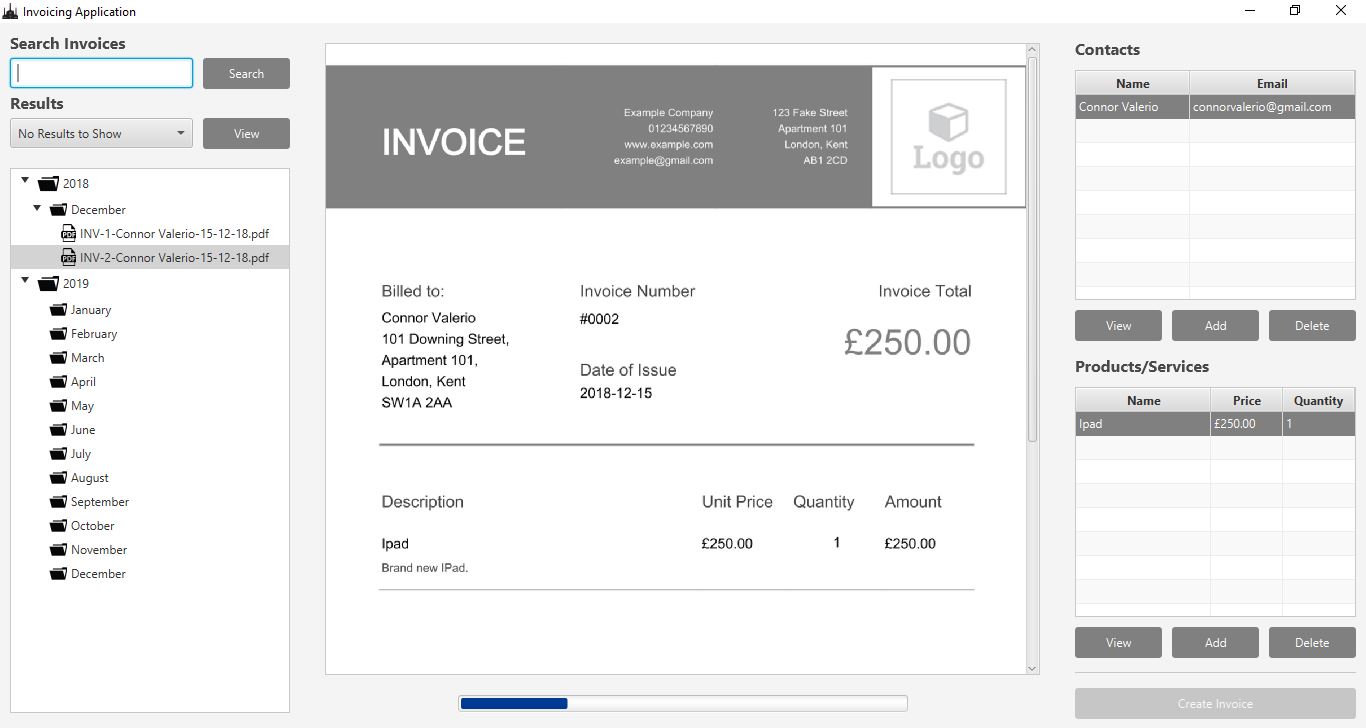 Invoicing Application
Search Invoices
Search
Results
No Results to Show
View
2018
December
INV-1-Connor Valerio-15-12-18.pdf
INV-2-Connor Valerio-15-12-18.pdf
2019
January
February
March
April
May
June
July
August
September
October
November
December
INVOICE
Example Company
01234567890
www.example.com
example@gmail.com
123 Fake Street
Apartment 101
London, Kent
AB1 2CD
Logo
Billed to:
Connor Valerio
101 Downing Street,
Apartment 101,
London, Kent
SW1A 2AA
Invoice Number
#0002
Date of Issue
2018-12-15
Invoice Total
£250.00
Description Unit Price Quantity Amount
Ipad £250.00 1 £250.00
Brand new IPad.
Contacts
Name Email
Connor Valerio connorvalerio@gmail.com
View Add Delete
Products/Services
Name Price Quantity
Ipad £250.00 1
View Add Delete
Create Invoice